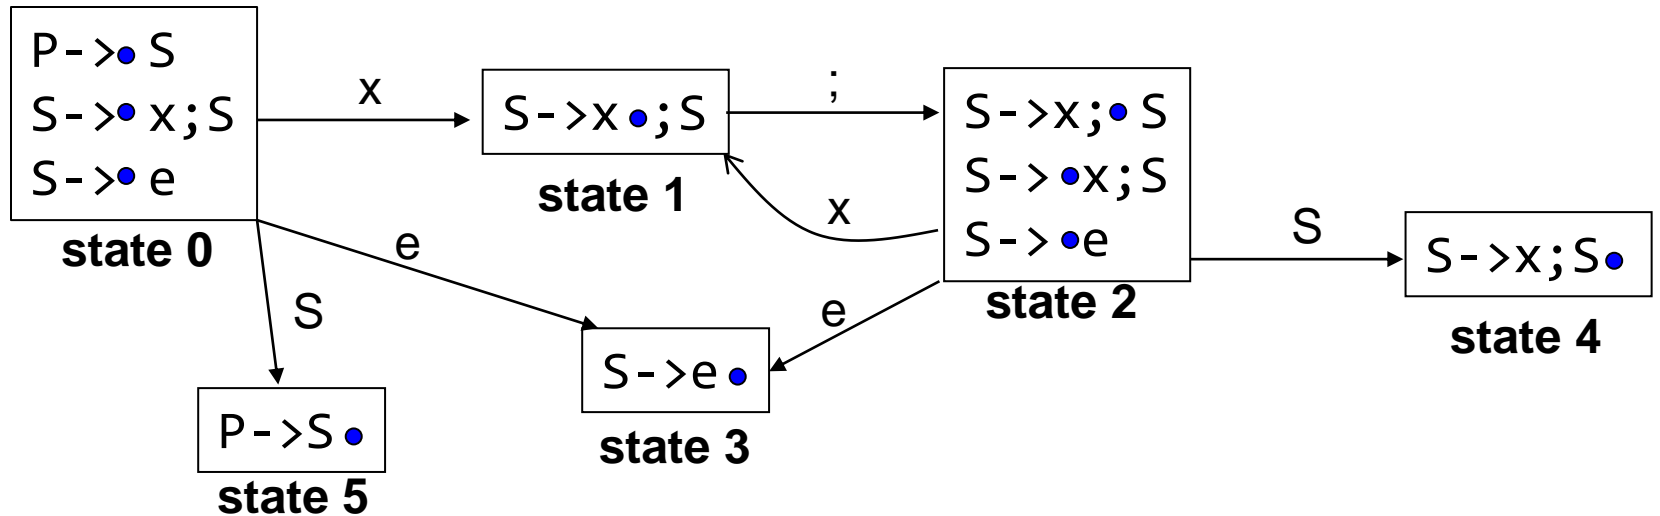 P->• S
S->• x;S
S->• e
state 0
x
S->x •;S
state 1
;
S->x;• S
S-> •x;S
S-> •e
state 2
x
e
S
e
S
S->x;S•
state 4
S->e •
state 3
P->S •
state 5